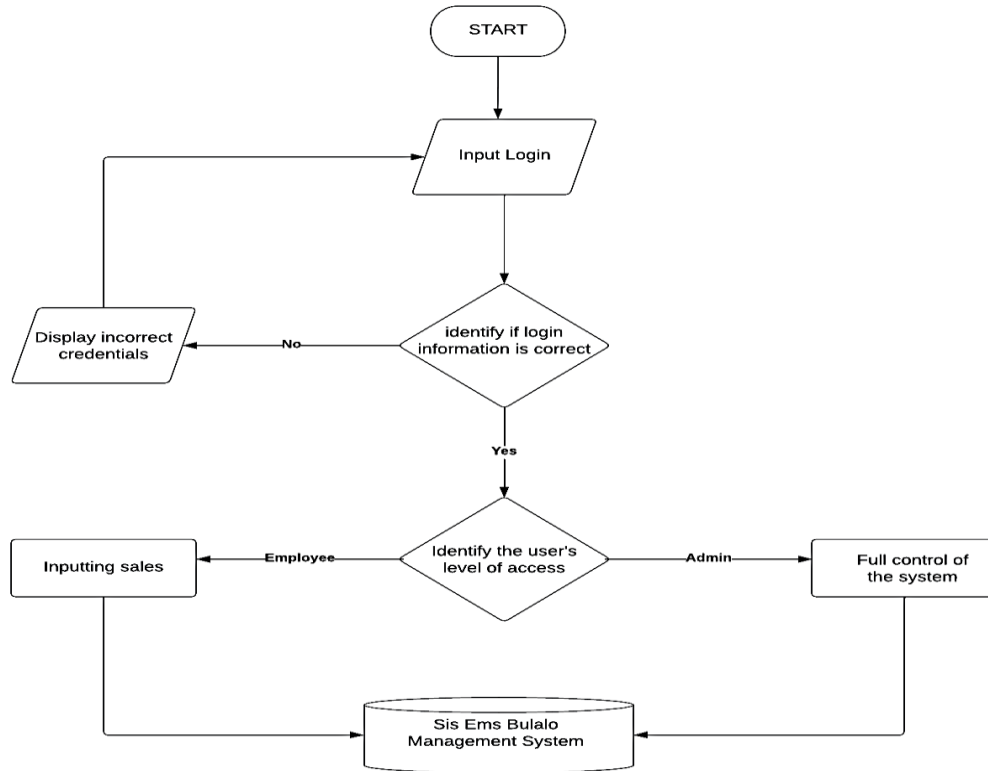 START
Input Login
identify if login
information is correct
No
Display incorrect
credentials
Yes
Identify the user's
level of access
Employee
Inputting sales
Admin
Full control of
the system
Sis Ems Bulalo
Management System